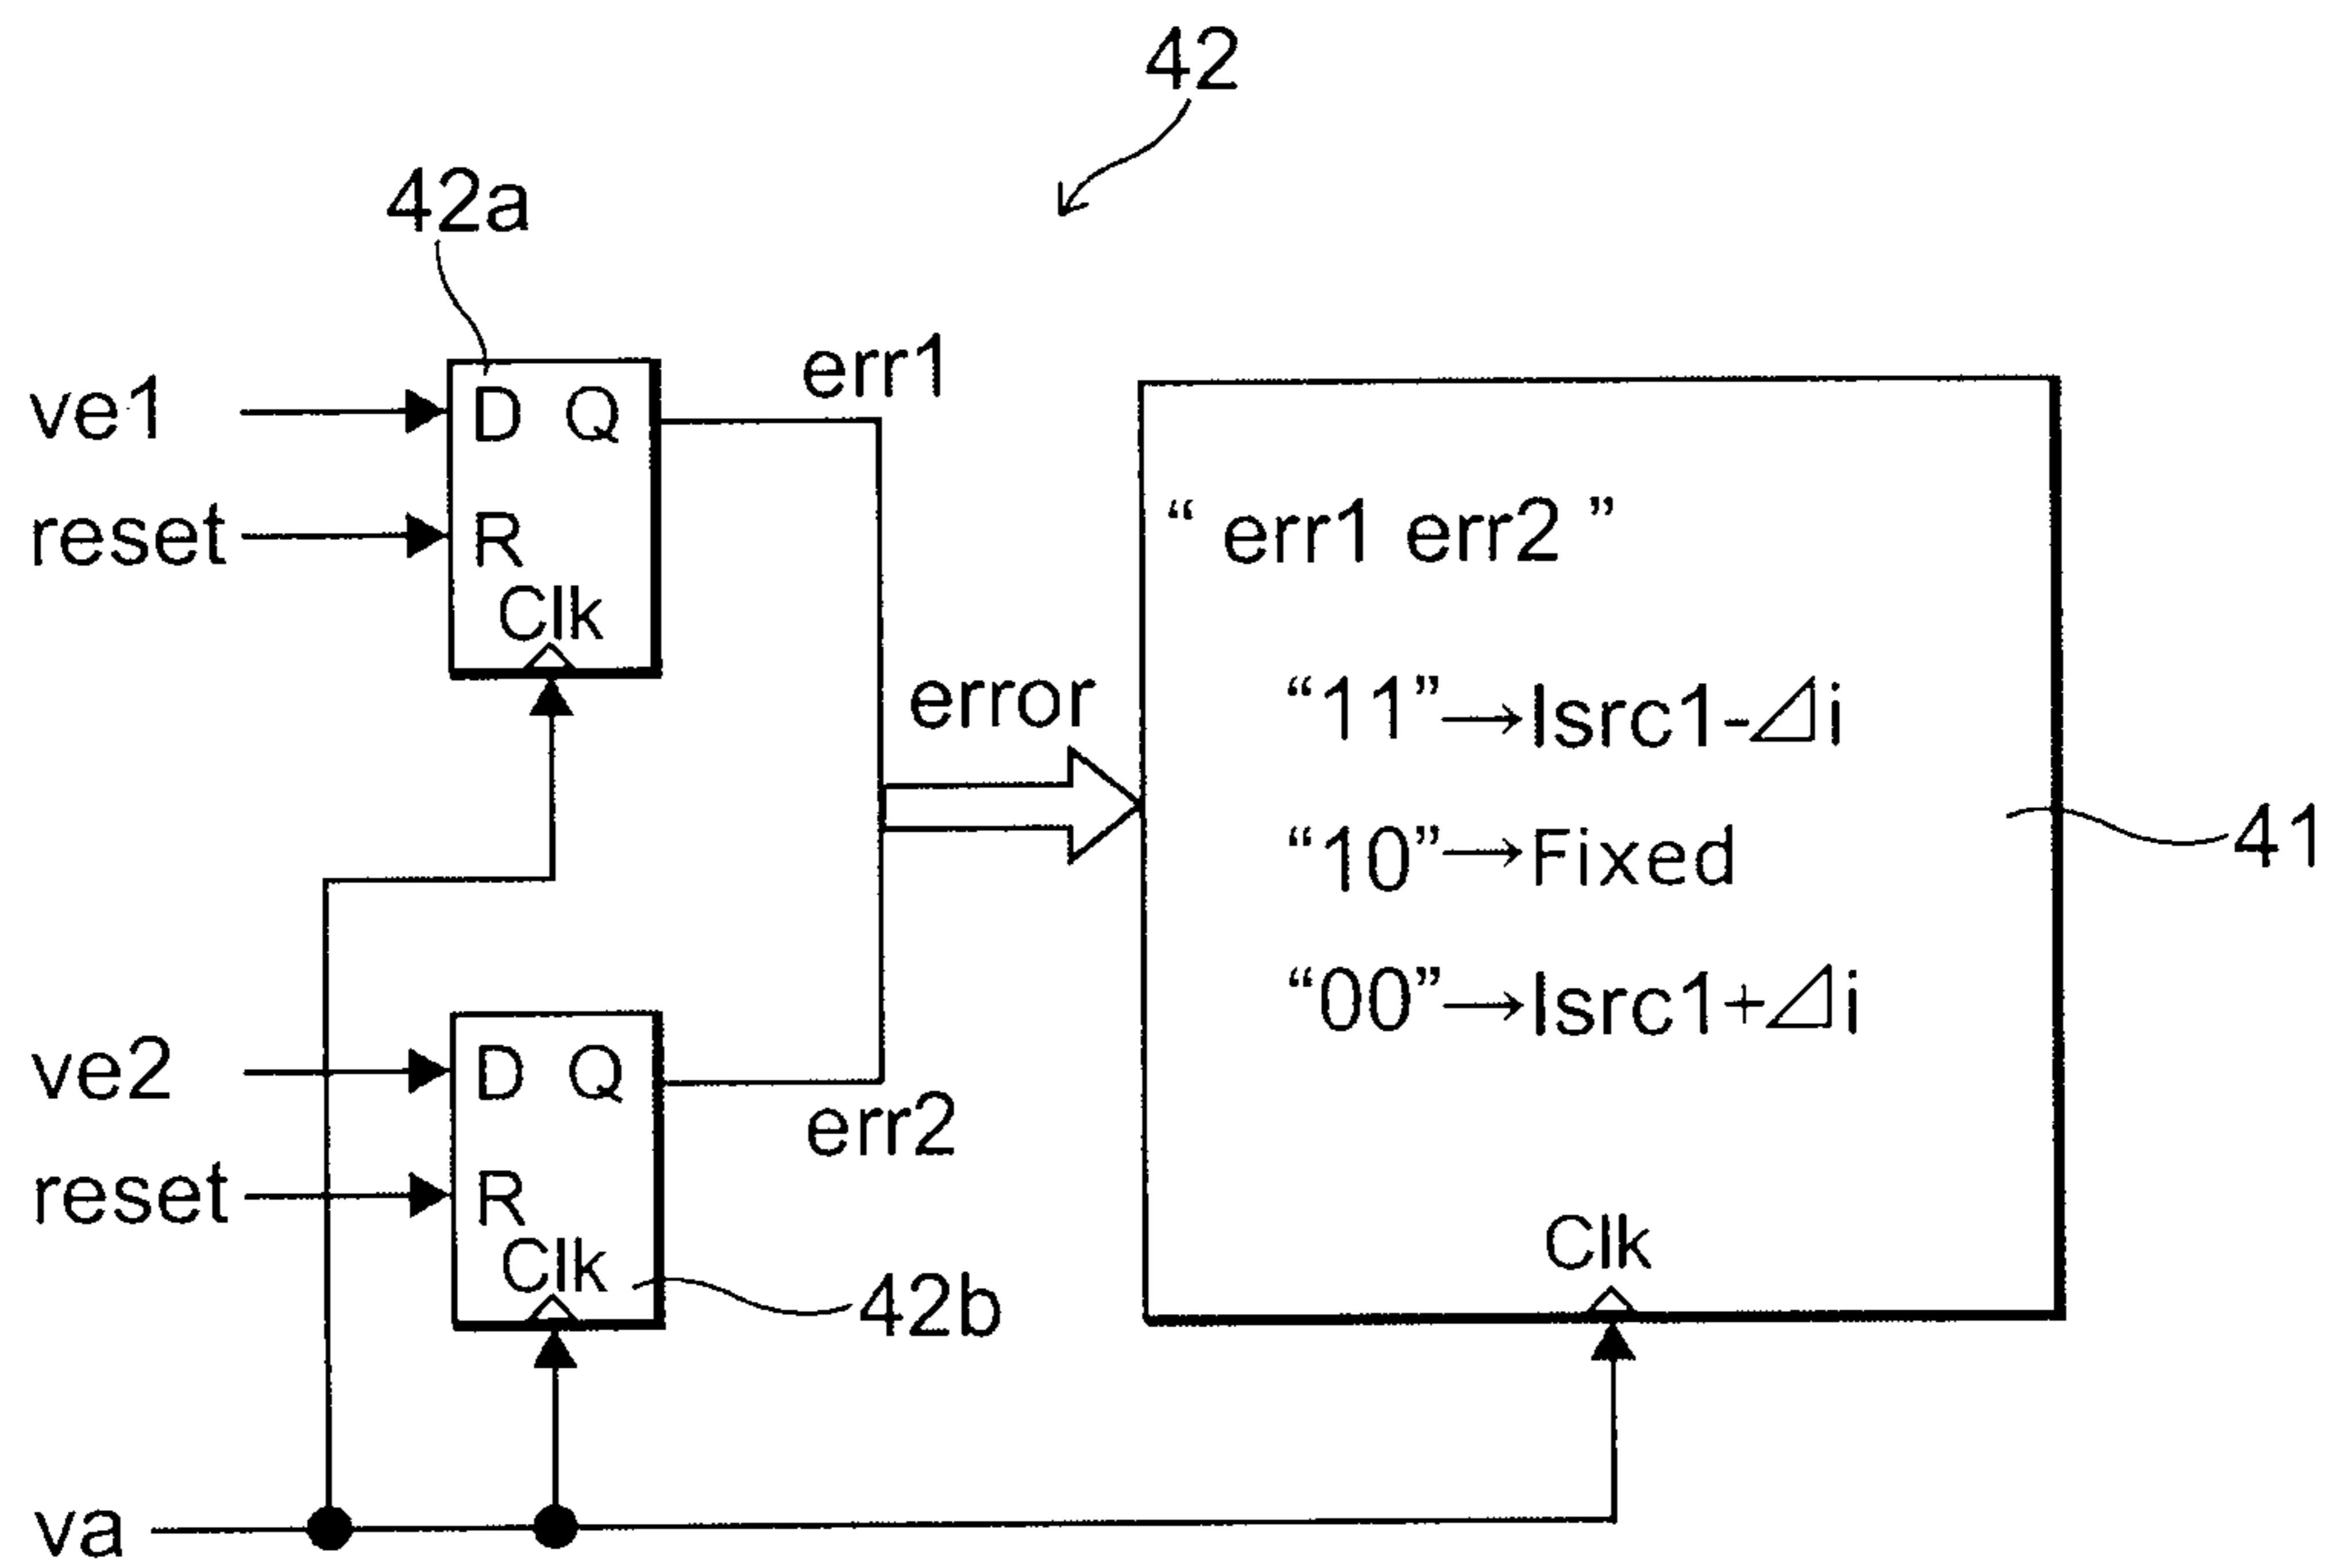 42
42a
ve1
D Q
err1
reset
R
Clk
“ err1 err2 ”
error
“11”→Isrc1-⊿i
“10”→Fixed
41
“00”→Isrc1+⊿i
ve2
D Q
err2
reset
R
Clk
42b
Clk
va